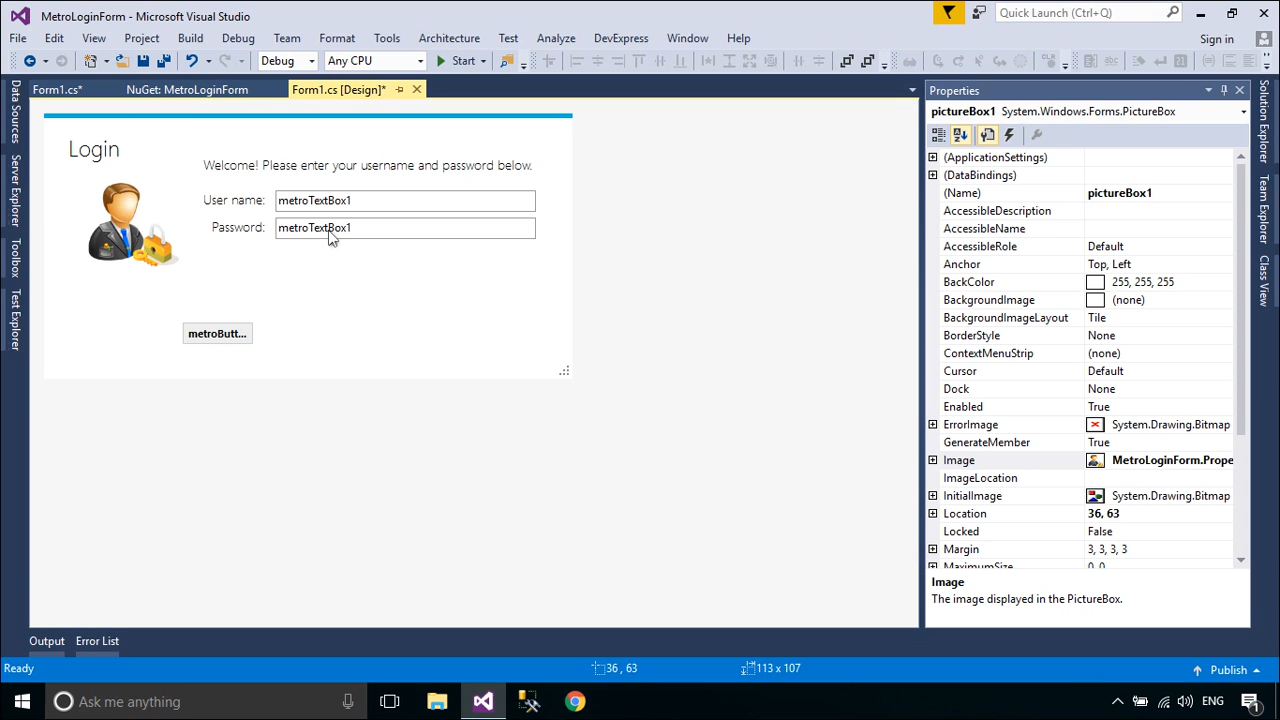 MetroLoginForm - Microsoft Visual Studio
Quick Launch (Ctrl+Q)
File Edit View Project Build Debug Team Format Tools Architecture Test Analyze DevExpress Window Help
Sign in
Debug Any CPU Start
Form1.cs* NuGet: MetroLoginForm Form1.cs [Design]*
Data Sources
Server Explorer
Toolbox
Test Explorer
Login
Welcome! Please enter your username and password below.
User name: metroTextBox1
Password: metroTextBox1
metroButt...
Properties
pictureBox1 System.Windows.Forms.PictureBox
(ApplicationSettings)
(DataBindings)
(Name) pictureBox1
AccessibleDescription
AccessibleName
AccessibleRole Default
Anchor Top, Left
BackColor 255, 255, 255
BackgroundImage (none)
BackgroundImageLayout Tile
BorderStyle None
ContextMenuStrip (none)
Cursor Default
Dock None
Enabled True
ErrorImage System.Drawing.Bitmap
GenerateMember True
Image MetroLoginForm.Prope
ImageLocation
InitialImage System.Drawing.Bitmap
Location 36, 63
Locked False
Margin 3, 3, 3, 3
MaximumSize 0, 0
Image
The image displayed in the PictureBox.
Solution Explorer
Team Explorer
Class View
Output Error List
Ready 36 , 63 113 x 107 Publish
Ask me anything
ENG
1